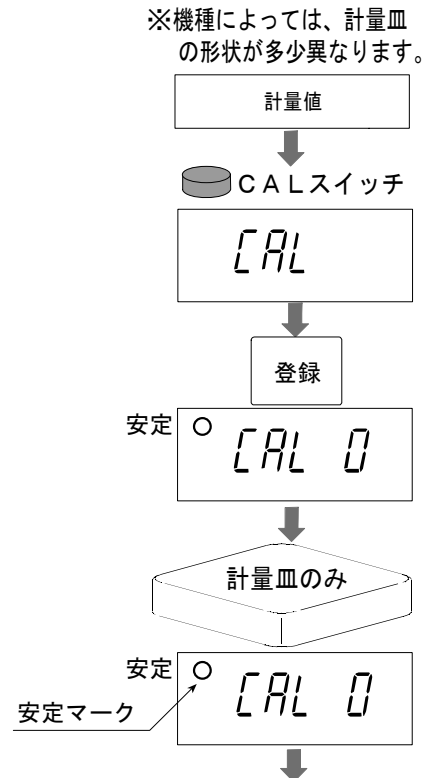 ※機種によっては、計量皿
の形状が多少異なります。
計量値
ＣＡＬスイッチ
CAL
登録
安定
CAL 0
計量皿のみ
安定
CAL 0
安定マーク